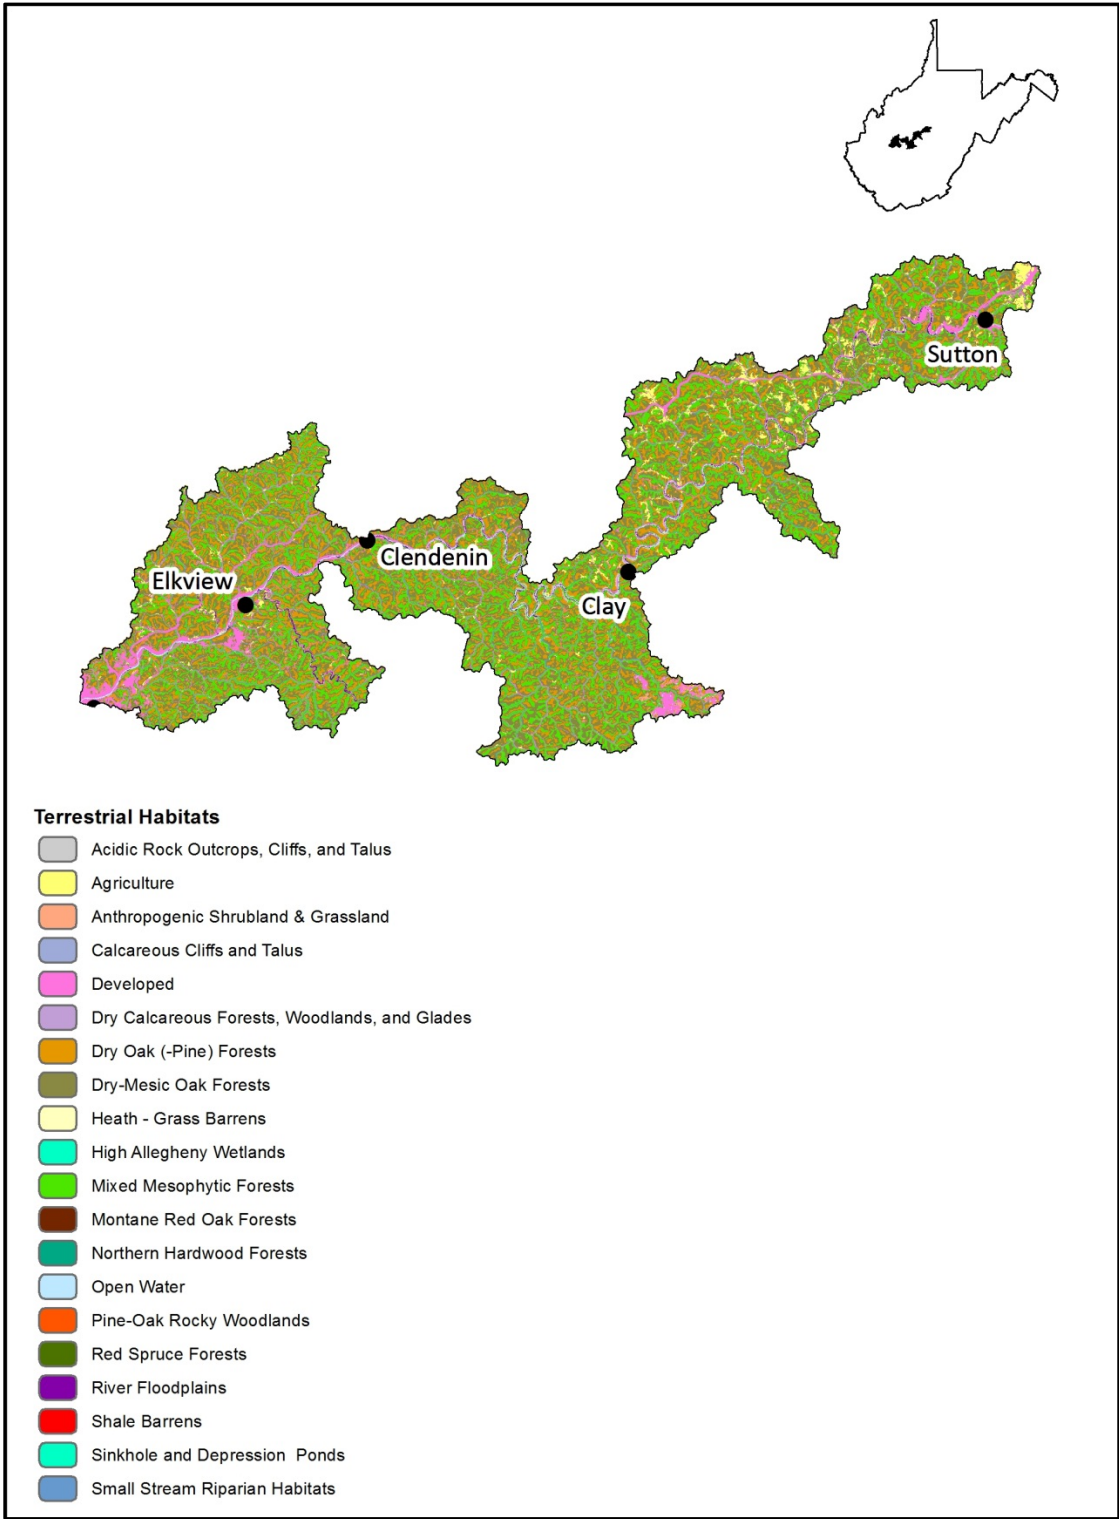 Sutton
Clendenin
Elkview
Clay
Terrestrial Habitats
Acidic Rock Outcrops, Cliffs, and Talus
Agriculture
Anthropogenic Shrubland & Grassland
Calcareous Cliffs and Talus
Developed
Dry Calcareous Forests, Woodlands, and Glades
Dry Oak (-Pine) Forests
Dry-Mesic Oak Forests
Heath - Grass Barrens
High Allegheny Wetlands
Mixed Mesophytic Forests
Montane Red Oak Forests
Northern Hardwood Forests
Open Water
Pine-Oak Rocky Woodlands
Red Spruce Forests
River Floodplains
Shale Barrens
Sinkhole and Depression  Ponds
Small Stream Riparian Habitats